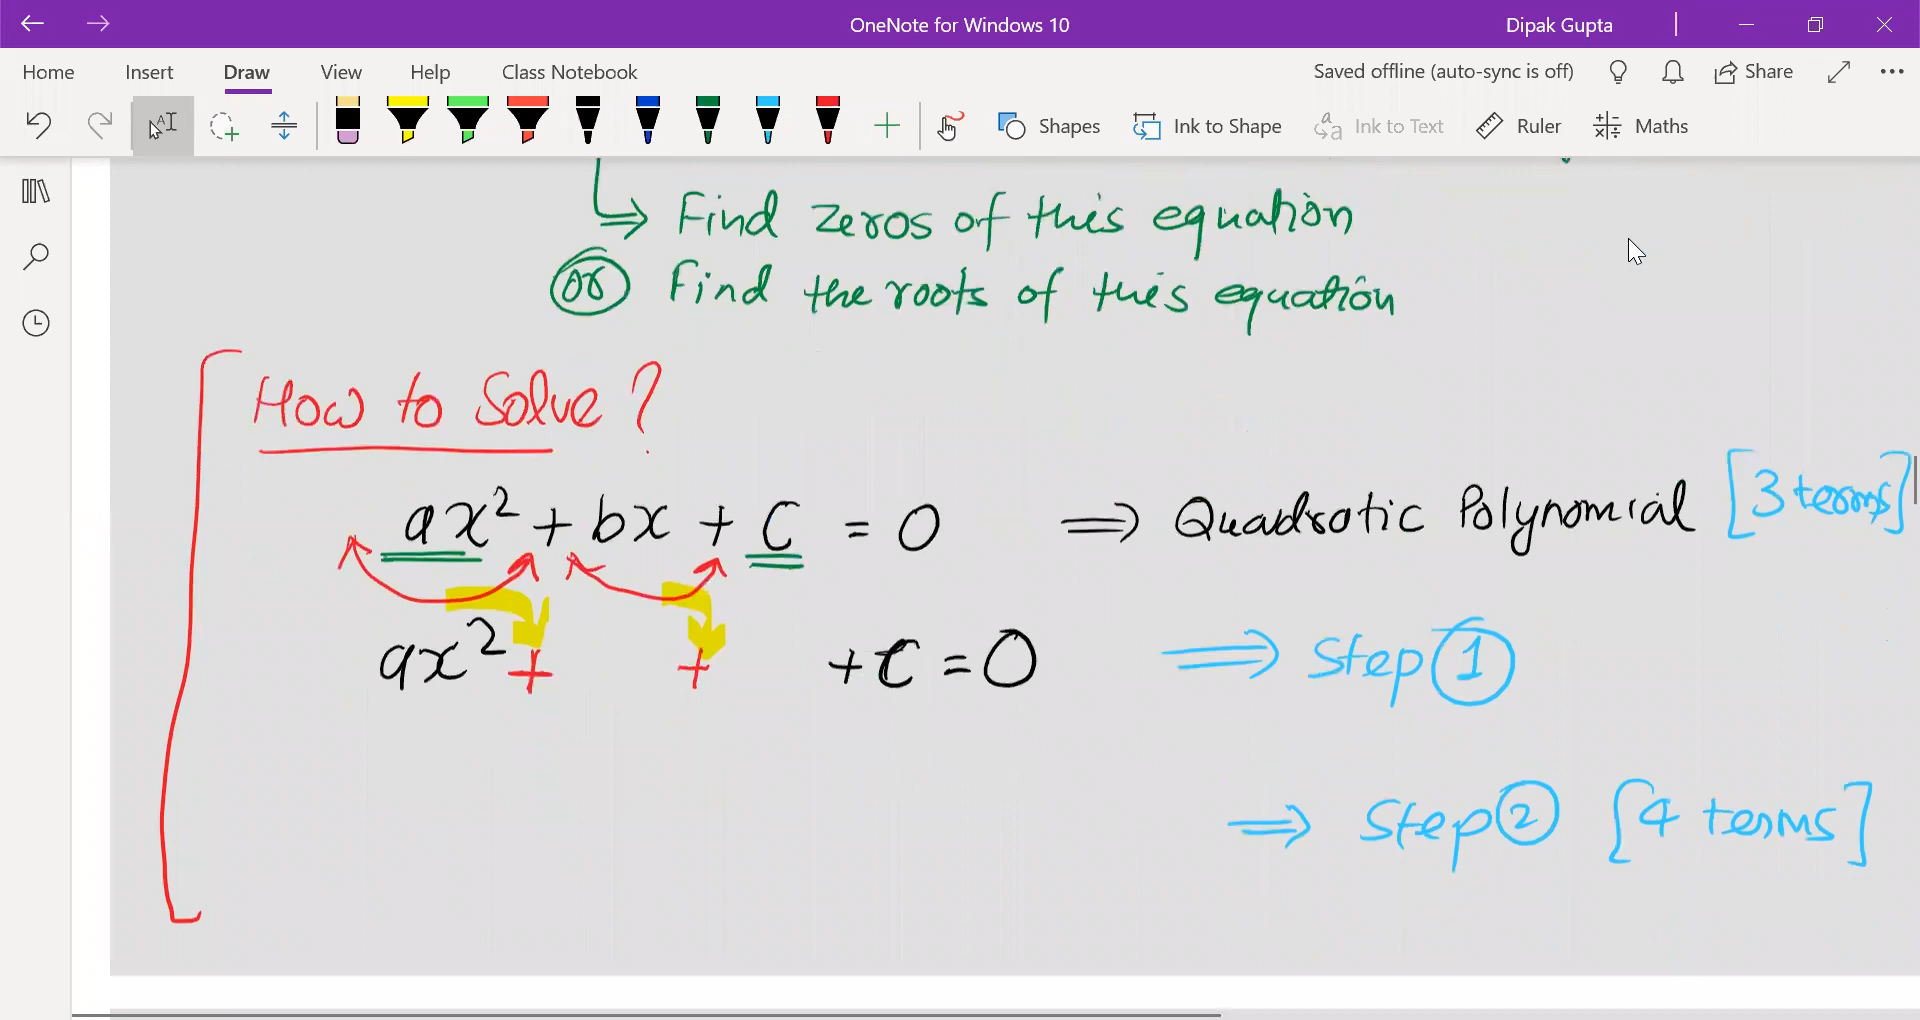 OneNote for Windows 10
Dipak Gupta
Home Insert Draw View Help Class Notebook
Saved offline (auto-sync is off) Share
Shapes Ink to Shape Ink to Text Ruler Maths
⇒ Find zeros of this equation
or Find the roots of this equation
How to Solve?
ax² + bx + c = 0 ⇒ Quadratic Polynomial [3 terms]
ax² + + + c = 0 ⇒ Step 1
⇒ Step 2 [4 terms]